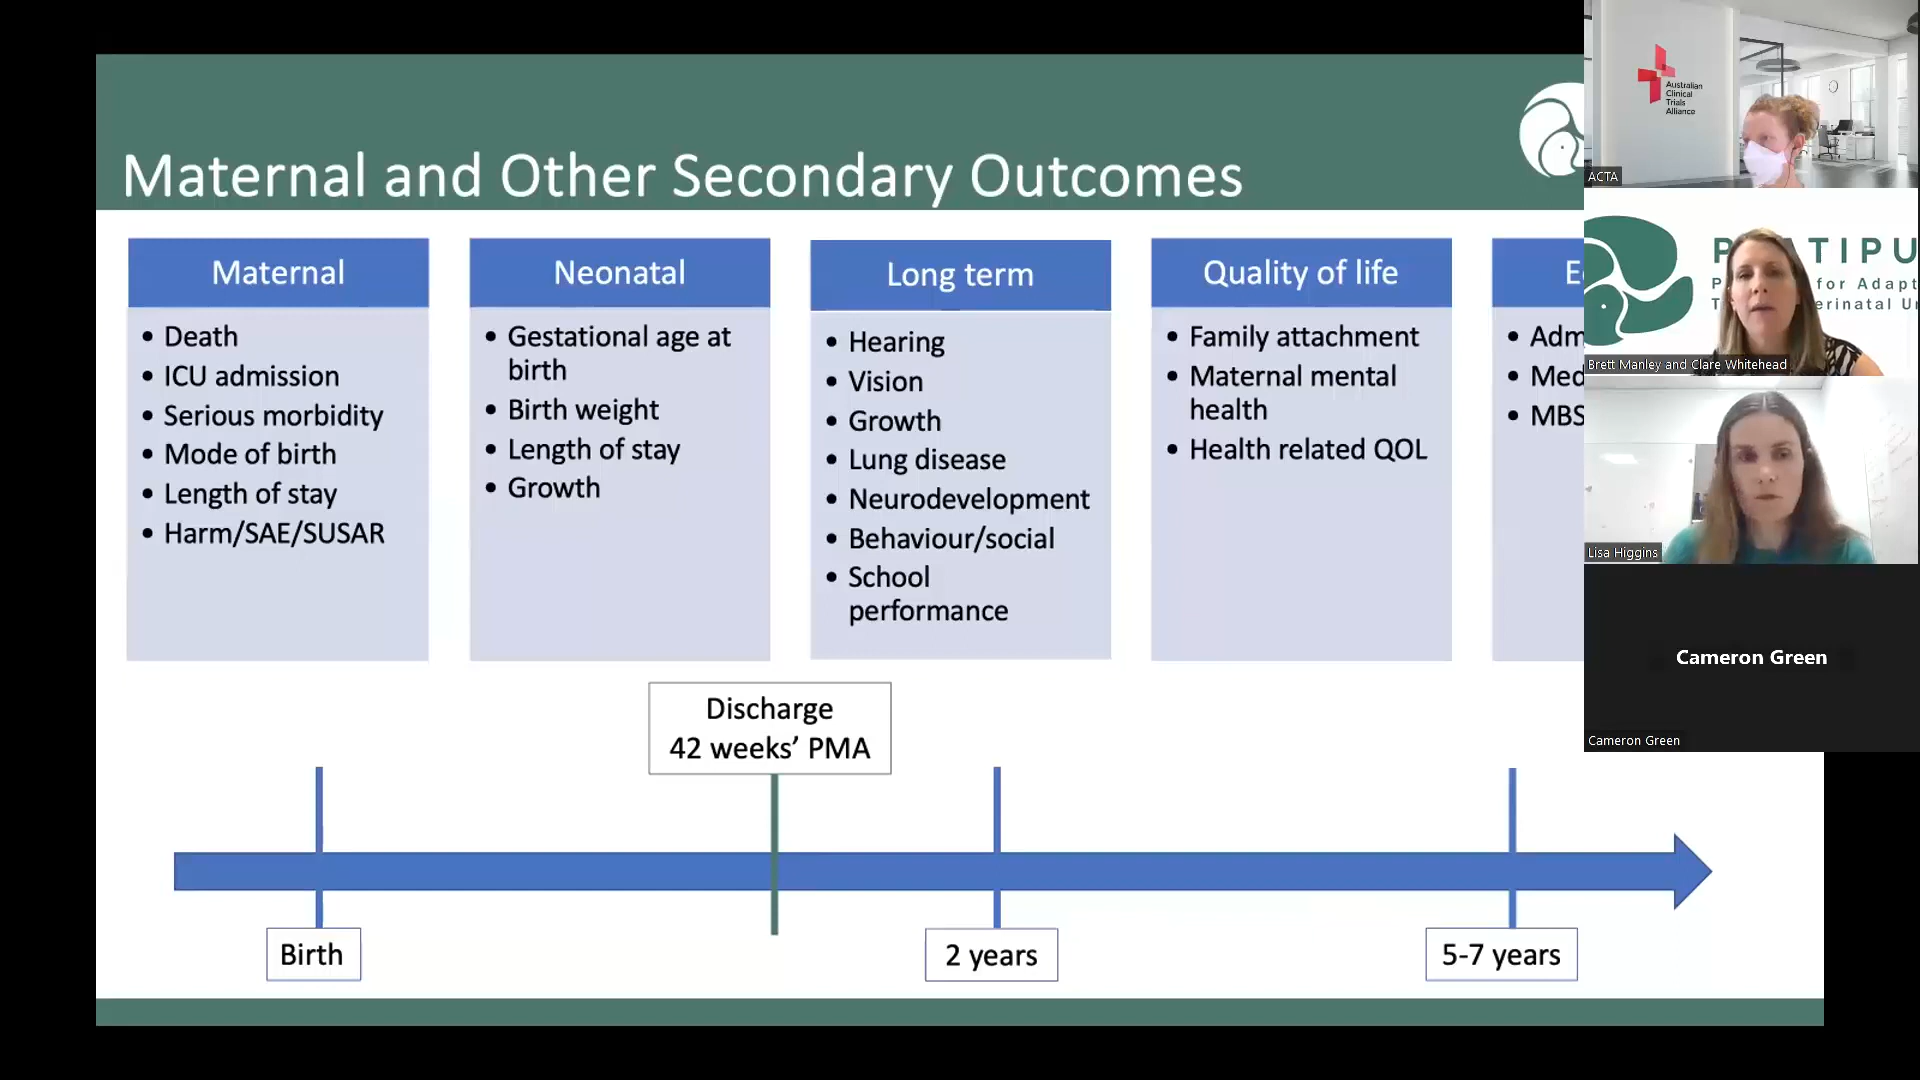 Maternal and Other Secondary Outcomes
Maternal
• Death
• ICU admission
• Serious morbidity
• Mode of birth
• Length of stay
• Harm/SAE/SUSAR
Neonatal
• Gestational age at
birth
• Birth weight
• Length of stay
• Growth
Long term
• Hearing
• Vision
• Growth
• Lung disease
• Neurodevelopment
• Behaviour/social
• School
performance
Quality of life
• Family attachment
• Maternal mental
health
• Health related QOL
• MBS
Discharge
42 weeks’ PMA
Birth
2 years
5-7 years
Australian
Clinical
Trials
Alliance
ACTA
for Adapt
Brett Manley and Clare Whitehead
Lisa Higgins
Cameron Green
Cameron Green